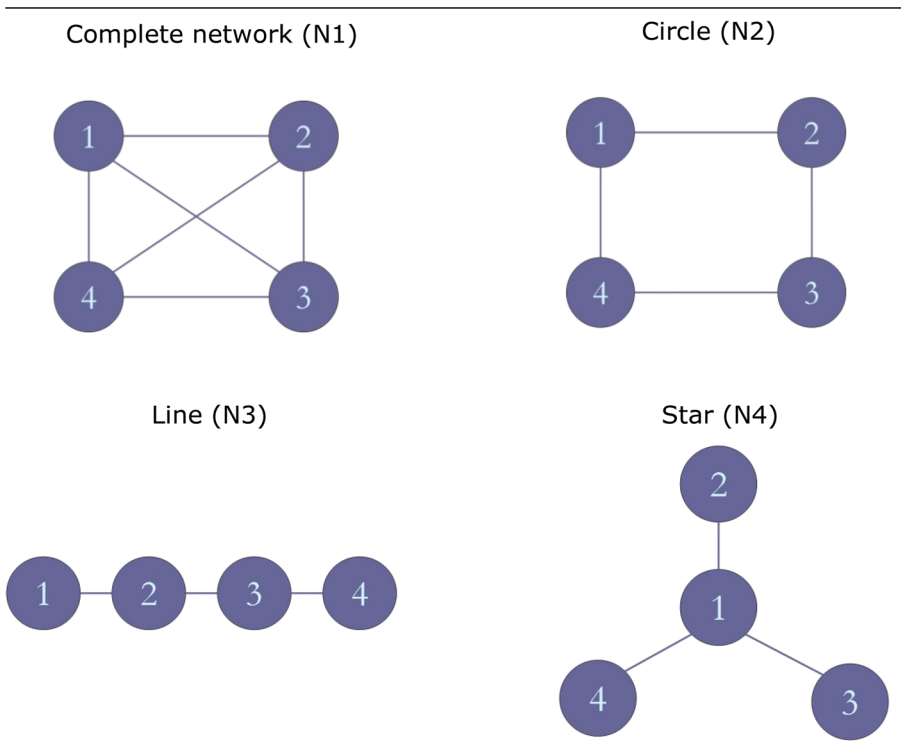 Complete network (N1)
Circle (N2)
1 2
4 3
1 2
4 3
Line (N3)
Star (N4)
1 2 3 4
2
1
4 3